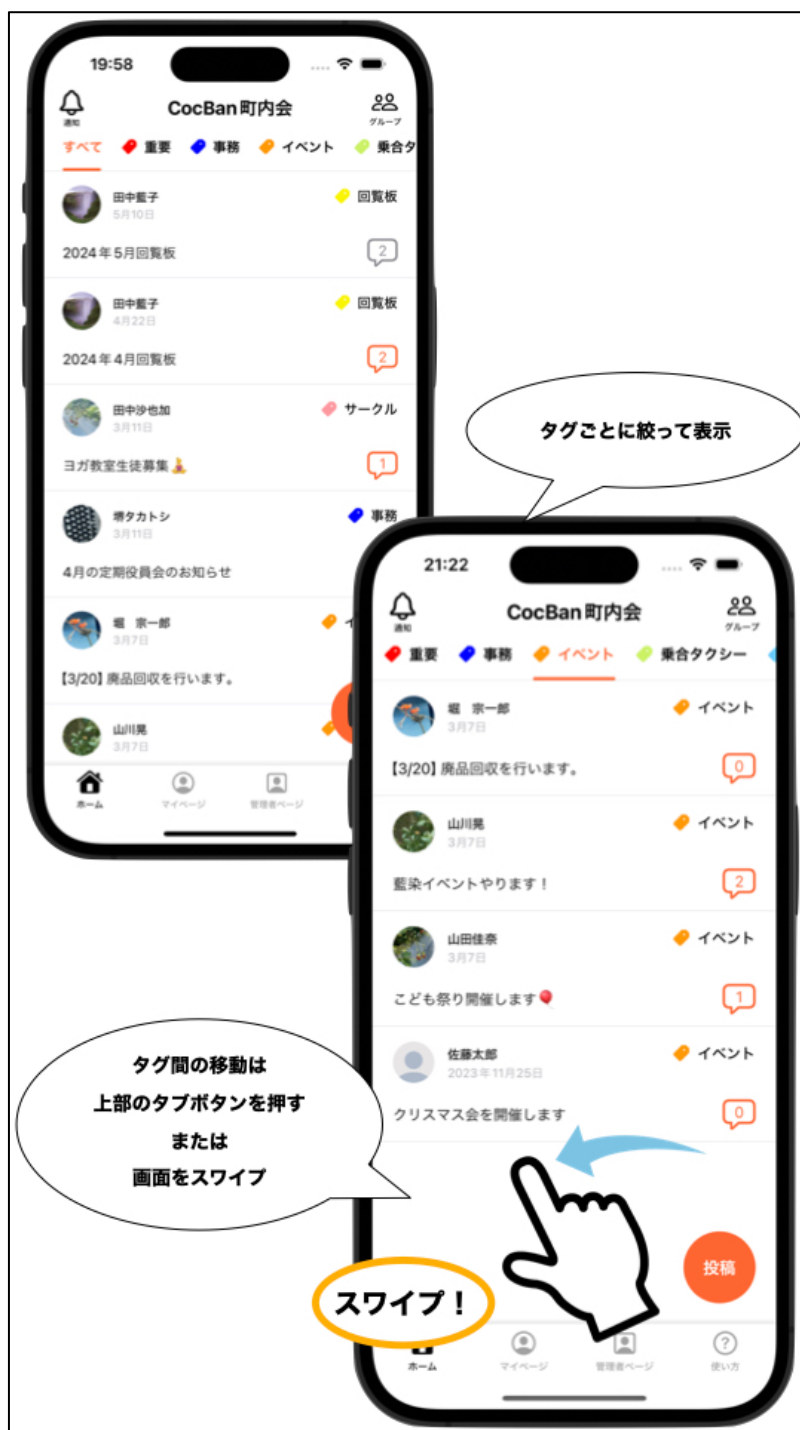 19:58
CocBan町内会
通知
グループ
すべて 重要 事務 イベント 乗合タ
田中藍子 回覧板
5月10日
2024年5月回覧板 2
田中藍子 回覧板
4月22日
2024年4月回覧板 2
田中沙也加 サークル
3月11日
ヨガ教室生徒募集 1
堺タカトシ 事務
3月11日
4月の定期役員会のお知らせ
堀 宗一郎 イ
3月7日
【3/20】廃品回収を行います。
山川晃
3月7日
ホーム マイページ 管理者ページ
タグごとに絞って表示
21:22
CocBan町内会
通知
グループ
重要 事務 イベント 乗合タクシー
堀 宗一郎 イベント
3月7日
【3/20】廃品回収を行います。 0
山川晃 イベント
3月7日
藍染イベントやります！ 2
山田佳奈 イベント
3月7日
こども祭り開催します 1
佐藤太郎 イベント
2023年11月25日
クリスマス会を開催します 0
投稿
ホーム マイページ 管理者ページ 使い方
タグ間の移動は
上部のタブボタンを押す
または
画面をスワイプ
スワイプ！